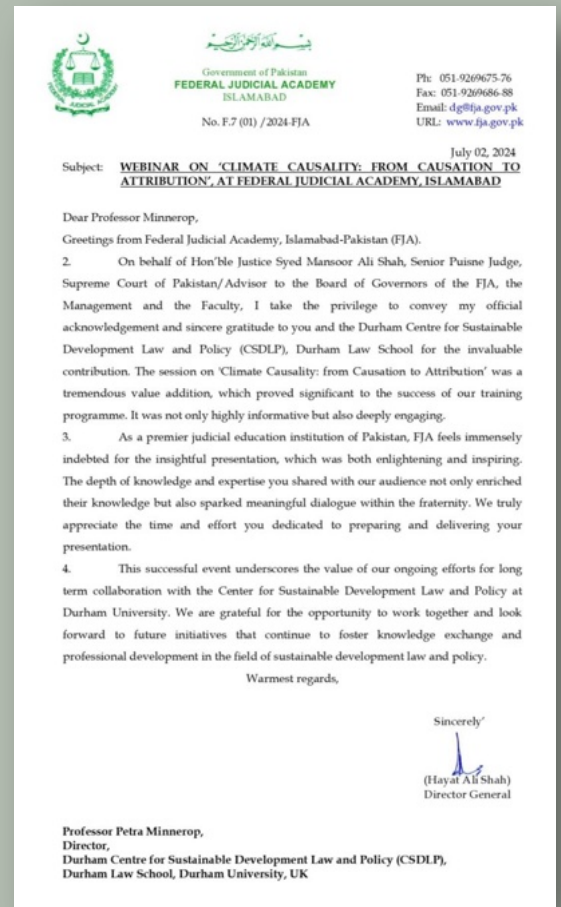 بسم الله الرحمن الرحيم
Government of Pakistan
FEDERAL JUDICIAL ACADEMY
ISLAMABAD
FEDERAL JUDICIAL ACADEMY
No. F.7 (01) /2024-FJA
Ph: 051-9269675-76
Fax: 051-9269686-88
Email: dg@fja.gov.pk
URL: www.fja.gov.pk
July 02, 2024
Subject: WEBINAR ON 'CLIMATE CAUSALITY: FROM CAUSATION TO
ATTRIBUTION', AT FEDERAL JUDICIAL ACADEMY, ISLAMABAD
Dear Professor Minnerop,
Greetings from Federal Judicial Academy, Islamabad-Pakistan (FJA).
2. On behalf of Hon'ble Justice Syed Mansoor Ali Shah, Senior Puisne Judge,
Supreme Court of Pakistan/Advisor to the Board of Governors of the FJA, the
Management and the Faculty, I take the privilege to convey my official
acknowledgement and sincere gratitude to you and the Durham Centre for Sustainable
Development Law and Policy (CSDLP), Durham Law School for the invaluable
contribution. The session on 'Climate Causality: from Causation to Attribution' was a
tremendous value addition, which proved significant to the success of our training
programme. It was not only highly informative but also deeply engaging.
3. As a premier judicial education institution of Pakistan, FJA feels immensely
indebted for the insightful presentation, which was both enlightening and inspiring.
The depth of knowledge and expertise you shared with our audience not only enriched
their knowledge but also sparked meaningful dialogue within the fraternity. We truly
appreciate the time and effort you dedicated to preparing and delivering your
presentation.
4. This successful event underscores the value of our ongoing efforts for long
term collaboration with the Center for Sustainable Development Law and Policy at
Durham University. We are grateful for the opportunity to work together and look
forward to future initiatives that continue to foster knowledge exchange and
professional development in the field of sustainable development law and policy.
Warmest regards,
Sincerely'
(Hayat Ali Shah)
Director General
Professor Petra Minnerop,
Director,
Durham Centre for Sustainable Development Law and Policy (CSDLP),
Durham Law School, Durham University, UK